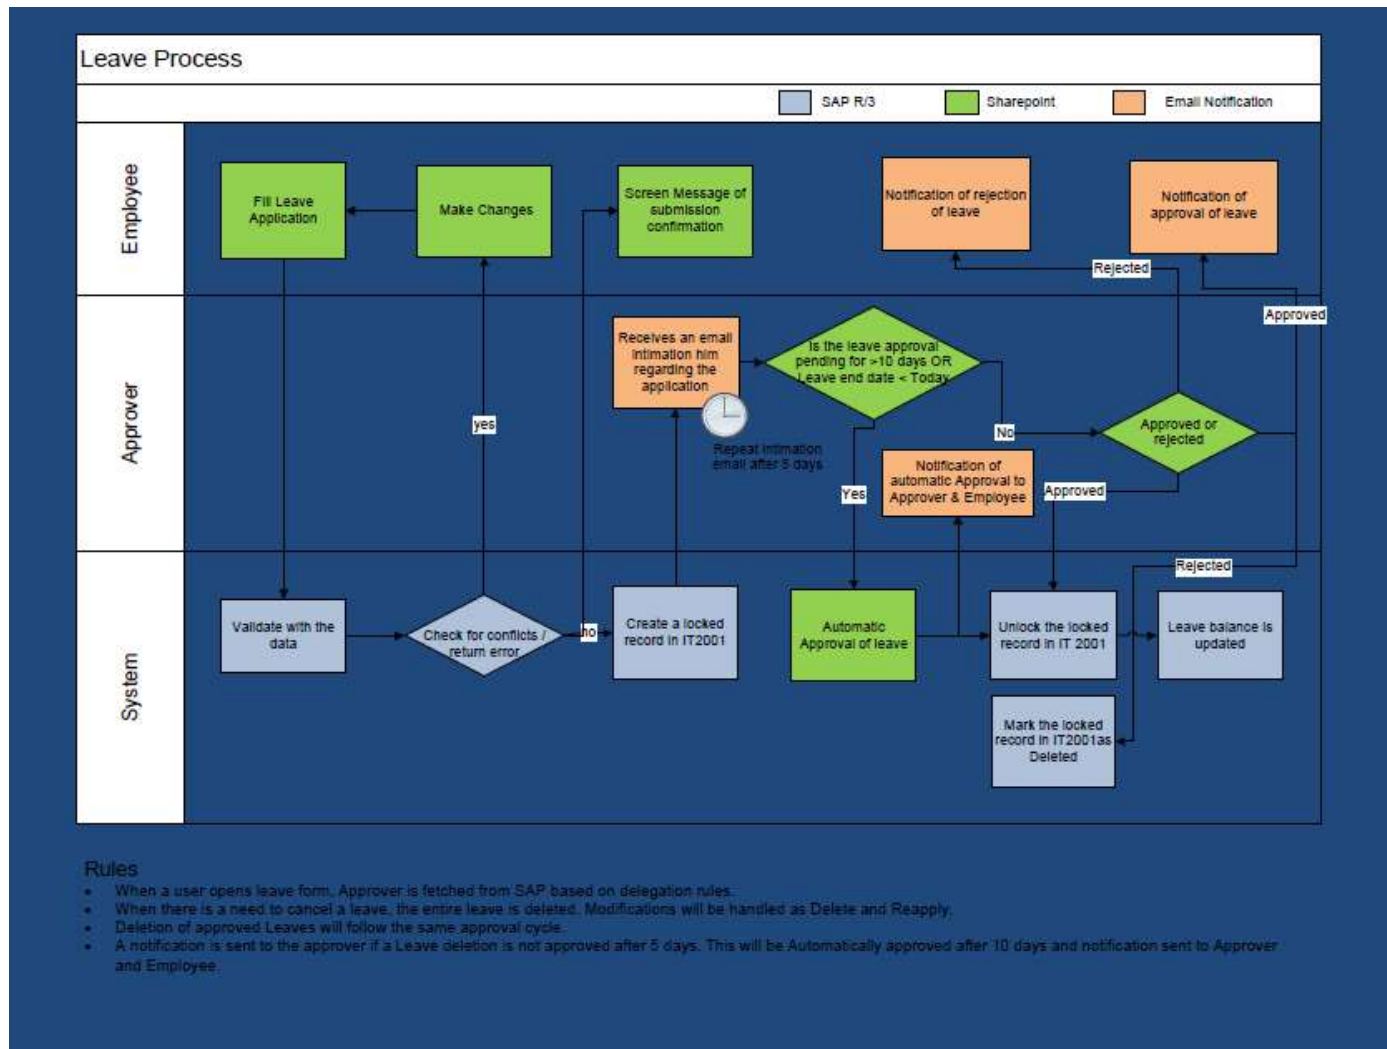 Leave Process
SAP R/3
Sharepoint
Email Notification
Employee
Fill Leave
Application
Make Changes
Screen Message of
submission
confirmation
Notification of rejection
of leave
Notification of
approval of leave
Rejected
Approved
Approver
Receives an email
intimation him
regarding the
application
Repeat intimation
email after 5 days
Is the leave approval
pending for >10 days OR
Leave end date < Today
No
Approved or
rejected
yes
Yes
Notification of
automatic Approval to
Approver & Employee
Approved
Rejected
System
Validate with the
data
Check for conflicts /
return error
no
Create a locked
record in IT2001
Automatic
Approval of leave
Unlock the locked
record in IT 2001
Leave balance is
updated
Mark the locked
record in IT2001as
Deleted
Rules
• When a user opens leave form, Approver is fetched from SAP based on delegation rules.
• When there is a need to cancel a leave, the entire leave is deleted. Modifications will be handled as Delete and Reapply.
• Deletion of approved Leaves will follow the same approval cycle.
• A notification is sent to the approver if a Leave deletion is not approved after 5 days. This will be Automatically approved after 10 days and notification sent to Approver
and Employee.